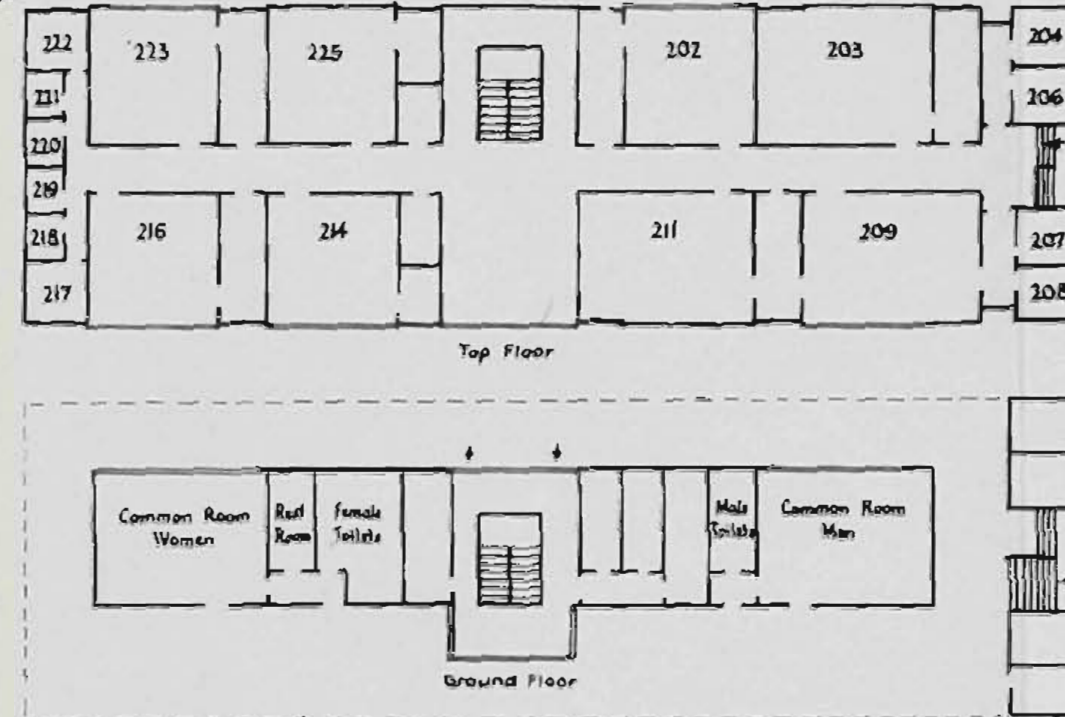 222 223 225 202 203 204
221 206
220
219
218 216 214 211 209 207
217 208
Top Floor
Common Room
Women
Rest
Room
Female
Toilets
Male
Toilets
Common Room
Men
Ground Floor